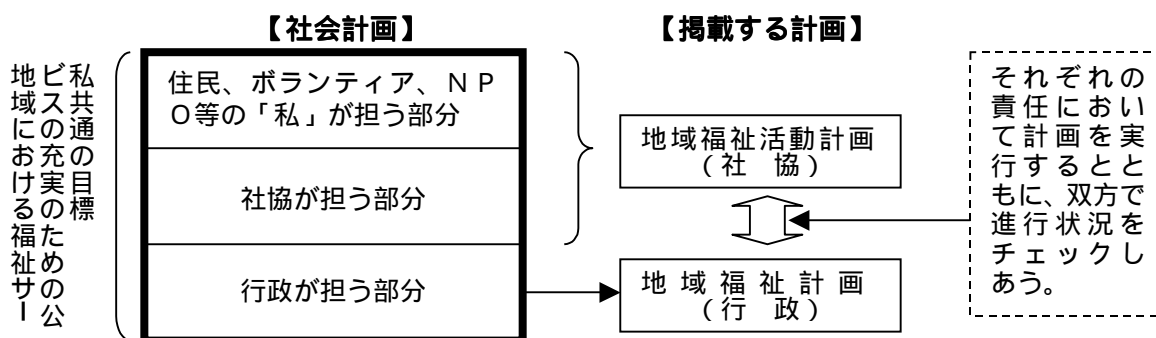 【社会計画】
【掲載する計画】
地域における福祉サー
ビスの充実のための公
私共通の目標
住民、ボランティア、ＮＰ
Ｏ等の「私」が担う部分
社協が担う部分
行政が担う部分
地域福祉活動計画
（社　協）
地 域 福 祉 計 画
（行　政）
それぞれの
責任におい
て計画を実
行するとと
もに、双方で
進行状況を
チェックし
あう。